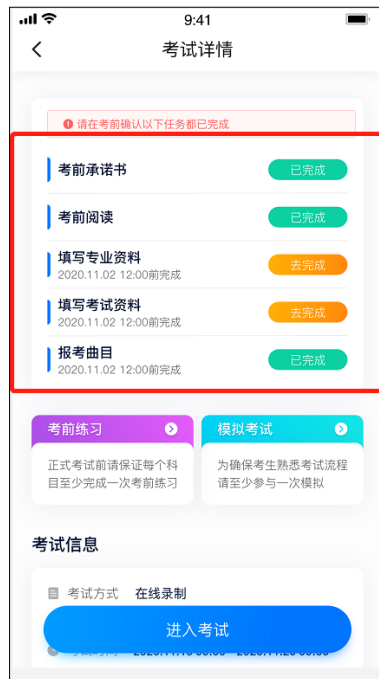 9:41
考试详情
请在考前确认以下任务都已完成
考前承诺书
已完成
考前阅读
已完成
填写专业资料
去完成
2020.11.02 12:00前完成
填写考试资料
去完成
2020.11.02 12:00前完成
报考曲目
已完成
2020.11.02 12:00前完成
考前练习
模拟考试
正式考试前请保证每个科
目至少完成一次考前练习
为确保考生熟悉考试流程
请至少参与一次模拟
考试信息
考试方式 在线录制
进入考试